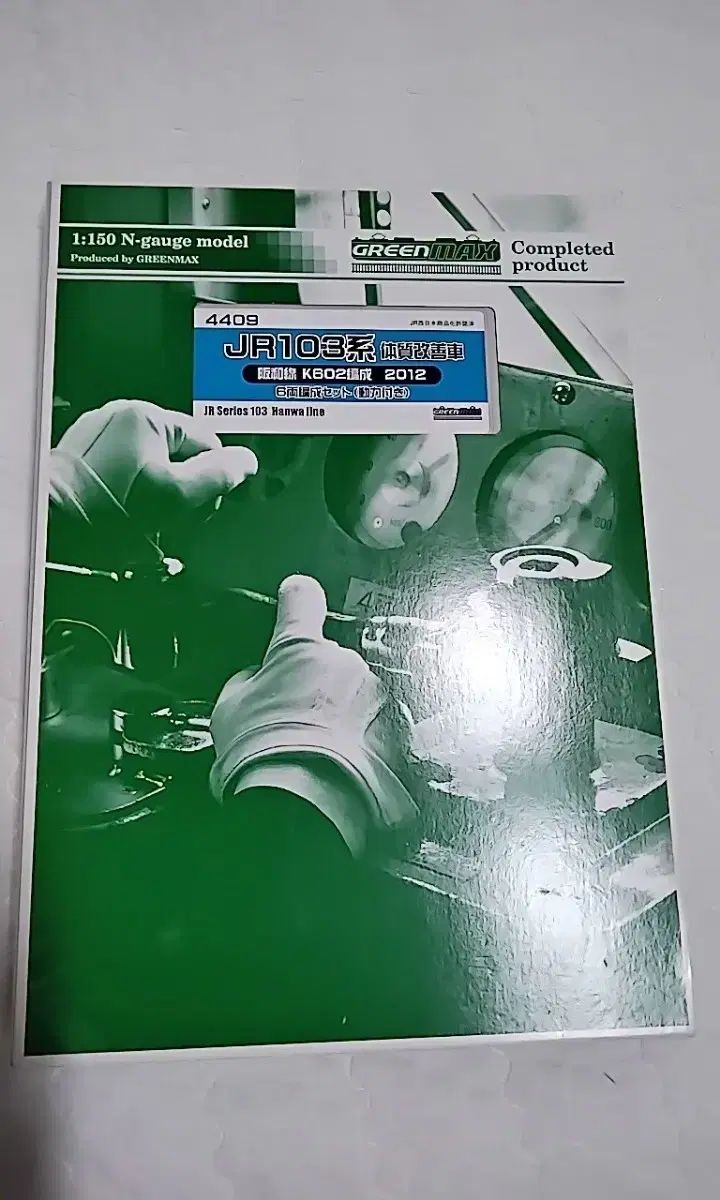 1:150 N-gauge model
Produced by GREENMAX
GREENMAX
Completed
product
4409
JR西日本商品化許諾済
JR103系 体質改善車
阪和線 K602編成 2012
6両編成セット(動力付き)
JR Series 103 Hanwa line
GREENMAX